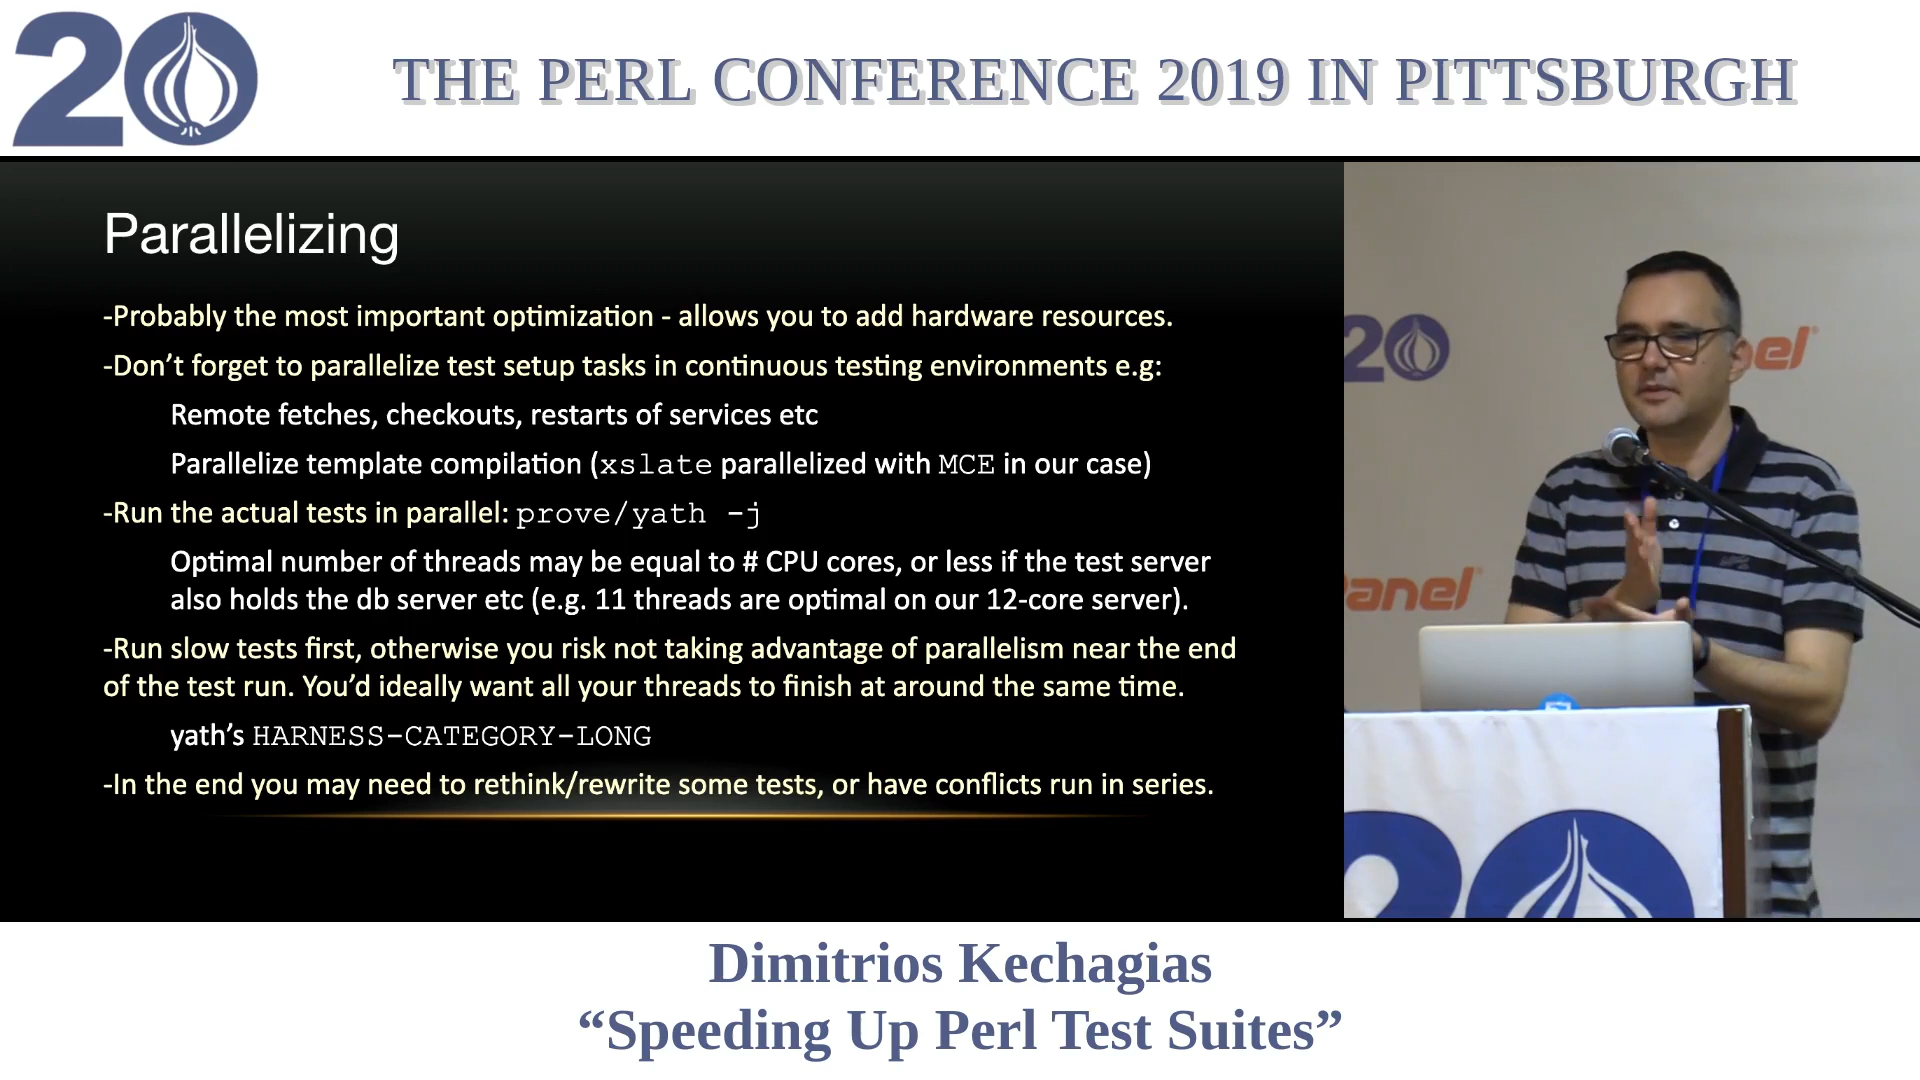 20
THE PERL CONFERENCE 2019 IN PITTSBURGH
Parallelizing
-Probably the most important optimization - allows you to add hardware resources.
-Don’t forget to parallelize test setup tasks in continuous testing environments e.g:
Remote fetches, checkouts, restarts of services etc
Parallelize template compilation (xslate parallelized with MCE in our case)
-Run the actual tests in parallel: prove/yath -j
Optimal number of threads may be equal to # CPU cores, or less if the test server
also holds the db server etc (e.g. 11 threads are optimal on our 12-core server).
-Run slow tests first, otherwise you risk not taking advantage of parallelism near the end
of the test run. You’d ideally want all your threads to finish at around the same time.
yath’s HARNESS-CATEGORY-LONG
-In the end you may need to rethink/rewrite some tests, or have conflicts run in series.
20
nel
Panel
20
Dimitrios Kechagias
“Speeding Up Perl Test Suites”